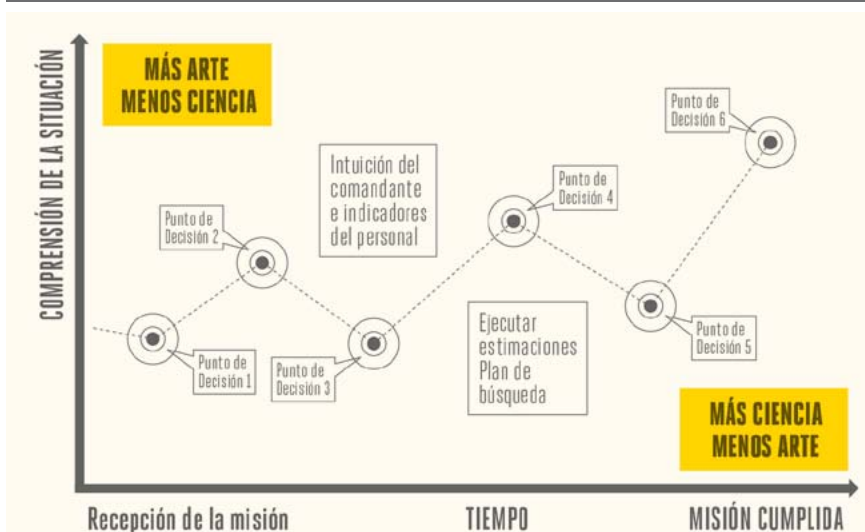 COMPRENSIÓN DE LA SITUACIÓN
MÁS ARTE
MENOS CIENCIA
Punto de
Decisión 6
Intuición del
comandante
e indicadores
del personal
Punto de
Decisión 4
Punto de
Decisión 2
Punto de
Decisión 1
Punto de
Decisión 3
Ejecutar
estimaciones
Plan de
búsqueda
Punto de
Decisión 5
MÁS CIENCIA
MENOS ARTE
Recepción de la misión
TIEMPO
MISIÓN CUMPLIDA